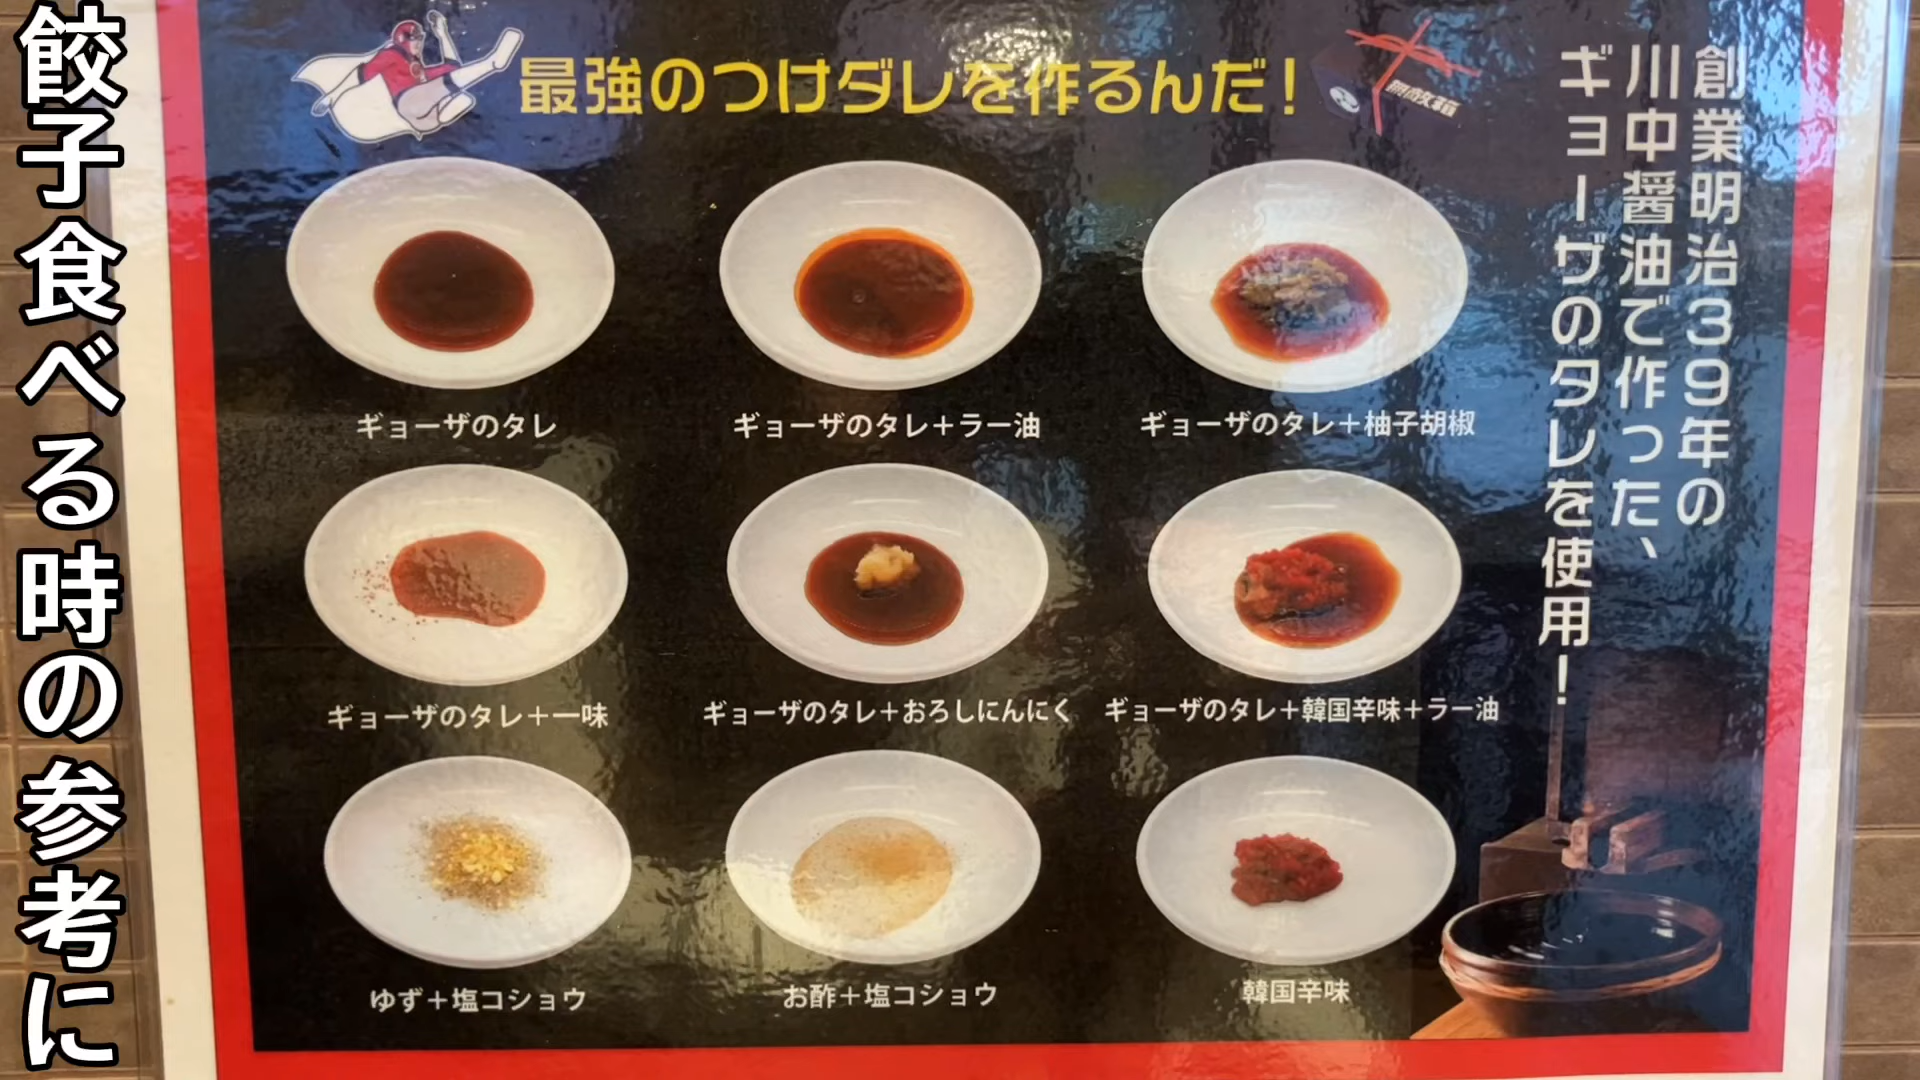 餃子食べる時の参考に
最強のつけダレを作るんだ！
無敵箱
創業明治39年の
川中醤油で作った、
ギョーザのタレを使用！
ギョーザのタレ
ギョーザのタレ＋ラー油
ギョーザのタレ＋柚子胡椒
ギョーザのタレ＋一味
ギョーザのタレ＋おろしにんにく
ギョーザのタレ＋韓国辛味＋ラー油
ゆず＋塩コショウ
お酢＋塩コショウ
韓国辛味